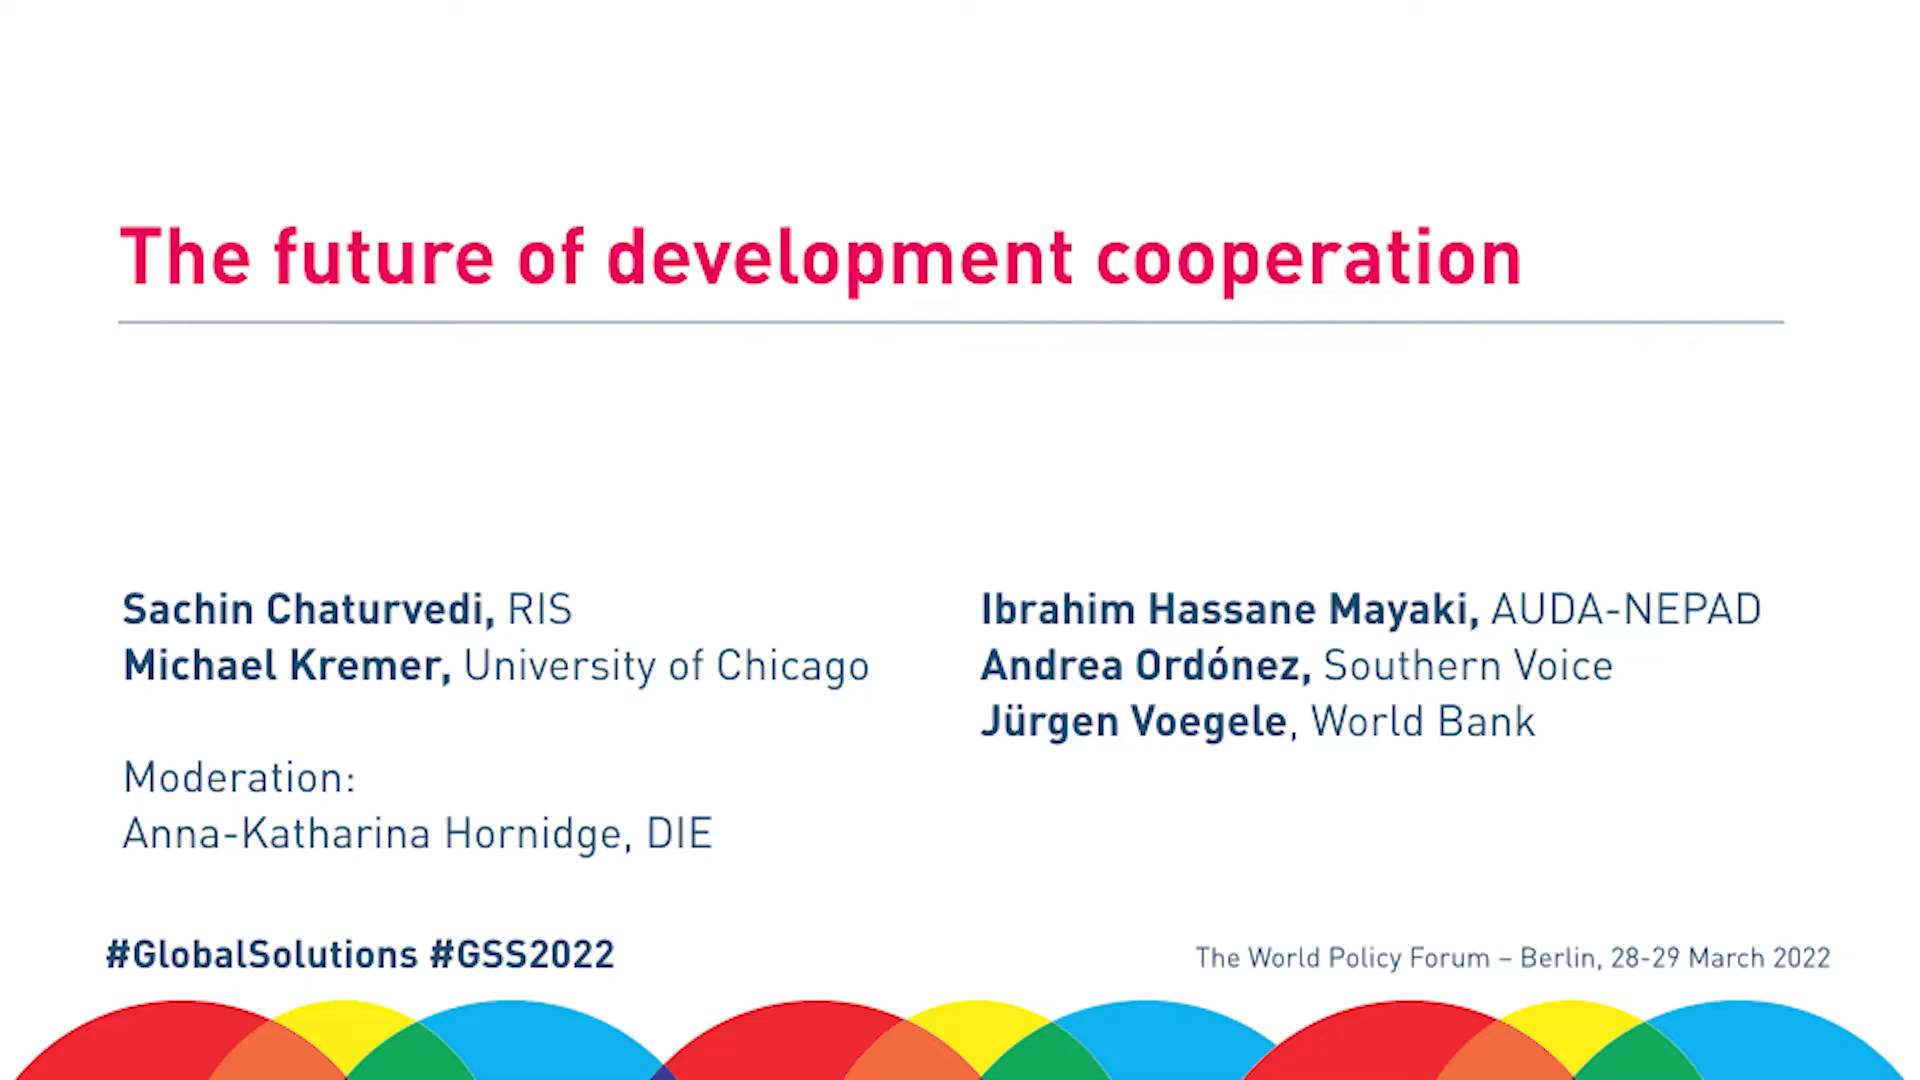 The future of development cooperation
Sachin Chaturvedi, RIS
Michael Kremer, University of Chicago
Moderation:
Anna-Katharina Hornidge, DIE
Ibrahim Hassane Mayaki, AUDA-NEPAD
Andrea Ordónez, Southern Voice
Jürgen Voegele, World Bank
#GlobalSolutions #GSS2022
The World Policy Forum – Berlin, 28-29 March 2022